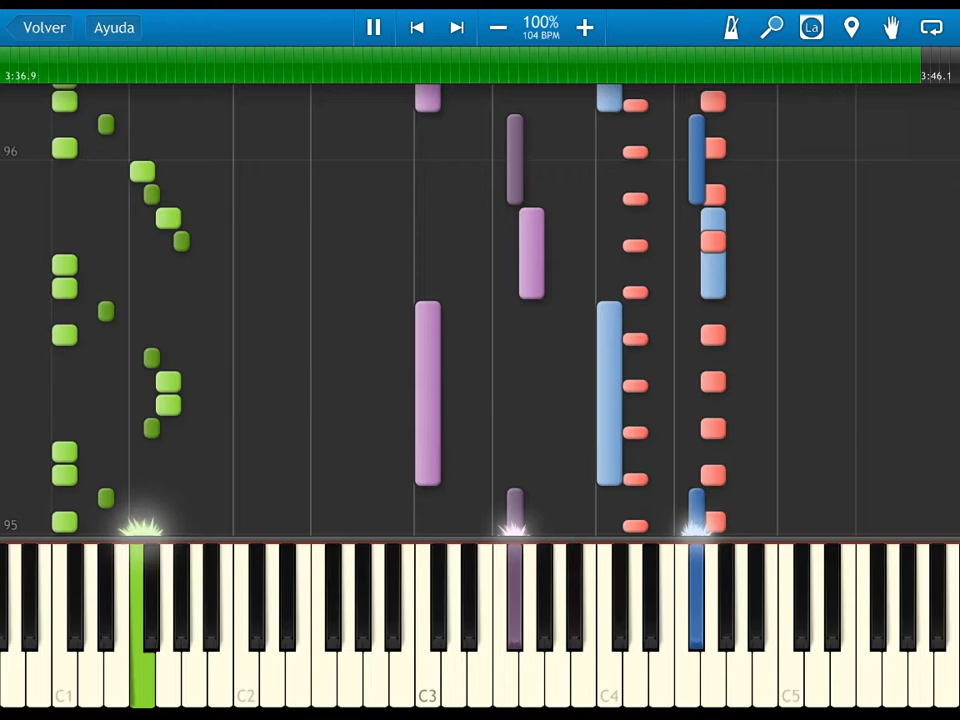 Volver
Ayuda
100%
104 BPM
La
3:36.9
3:46.1
96
95
C1
C2
C3
C4
C5